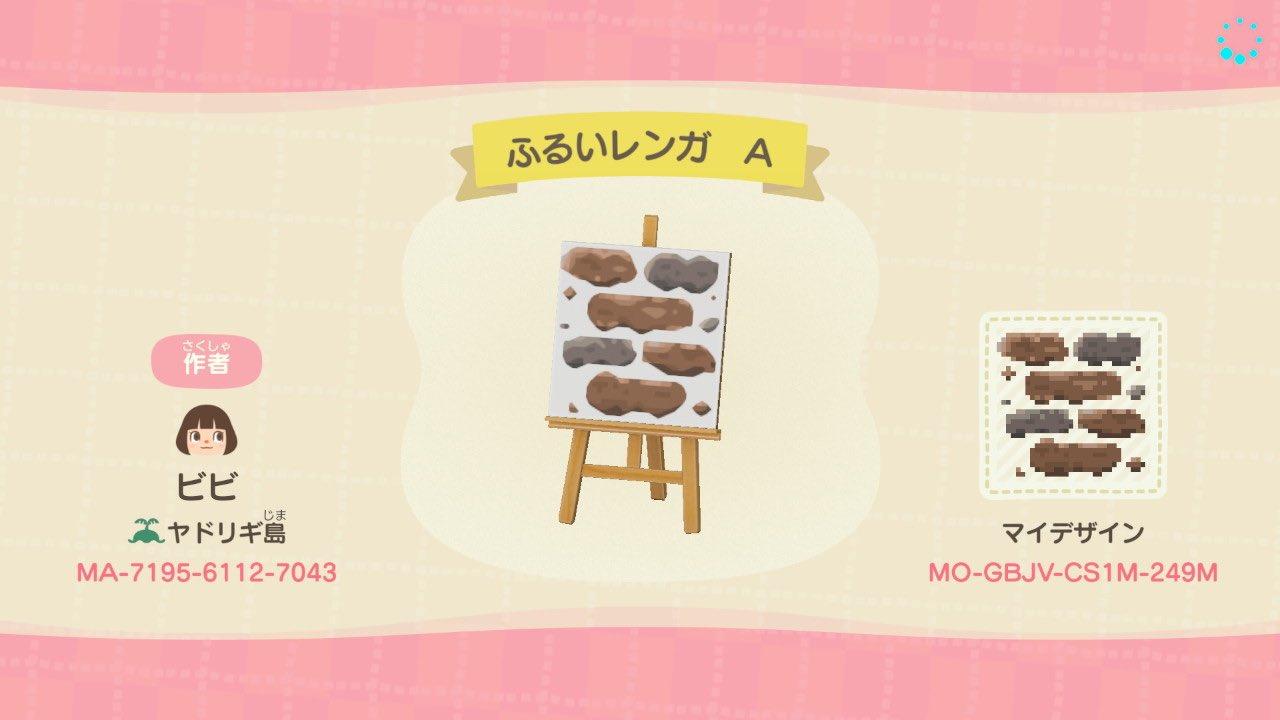 ふるいレンガ　A
さくしゃ
作者
ビビ
じま
ヤドリギ島
MA-7195-6112-7043
マイデザイン
MO-GBJV-CS1M-249M